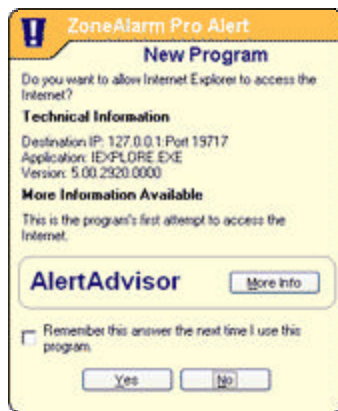 ZoneAlarm Pro Alert
New Program
Do you want to allow Internet Explorer to access the
Internet?
Technical Information
Destination IP: 127.0.0.1:Port 19717
Application: IEXPLORE.EXE
Version: 5.00.2920.0000
More Information Available
This is the program's first attempt to access the
Internet.
AlertAdvisor
More Info
Remember this answer the next time I use this
program.
Yes
No